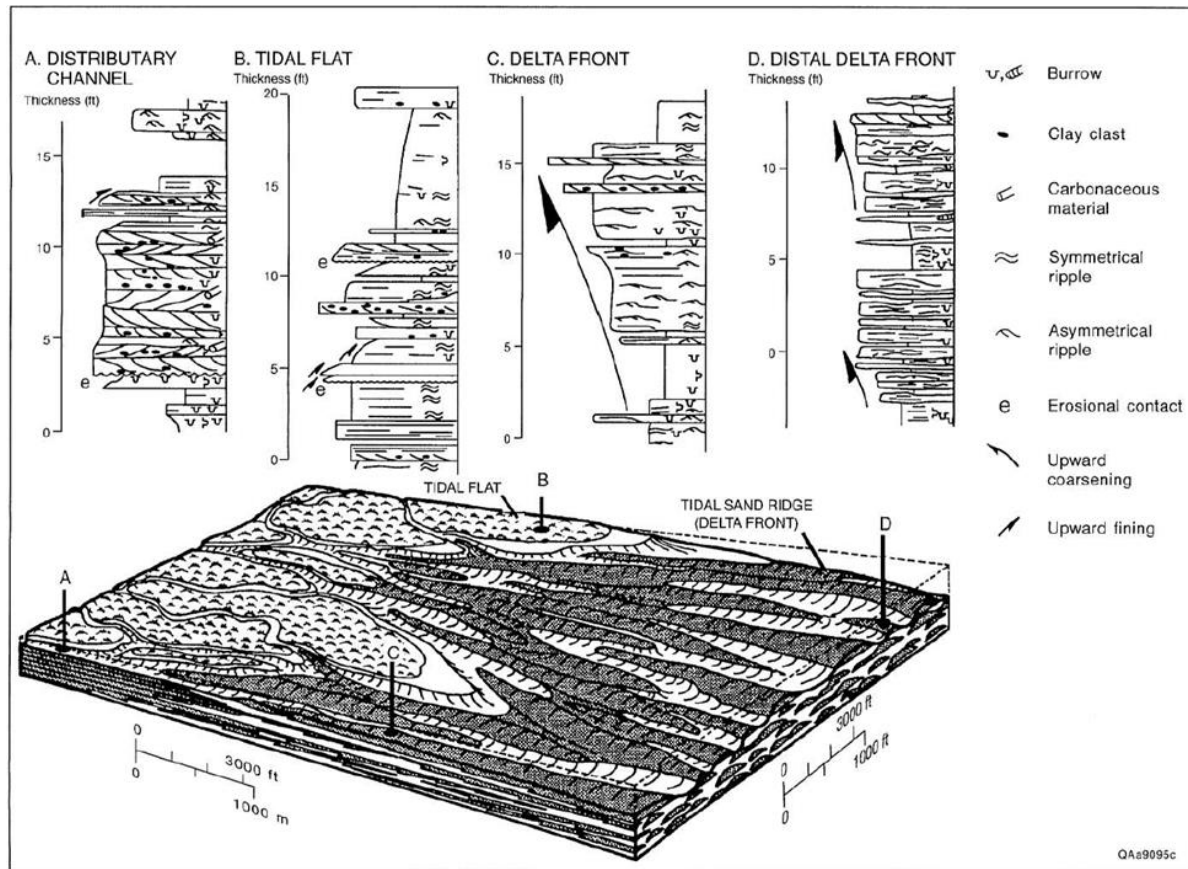 A. DISTRIBUTARY
CHANNEL
Thickness (ft)
15
10
5
0
e
B. TIDAL FLAT
Thickness (ft)
20
15
10
5
0
e
e
C. DELTA FRONT
Thickness (ft)
15
10
5
0
D. DISTAL DELTA FRONT
Thickness (ft)
10
5
0
Burrow
Clay clast
Carbonaceous
material
Symmetrical
ripple
Asymmetrical
ripple
e Erosional contact
Upward
coarsening
Upward fining
A
TIDAL FLAT
B
TIDAL SAND RIDGE
(DELTA FRONT)
D
C
0
3000 ft
0
1000 m
0
3000 ft
0
1000 ft
QAa9095c